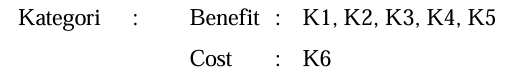 Kategori : Benefit : K1, K2, K3, K4, K5
Cost : K6